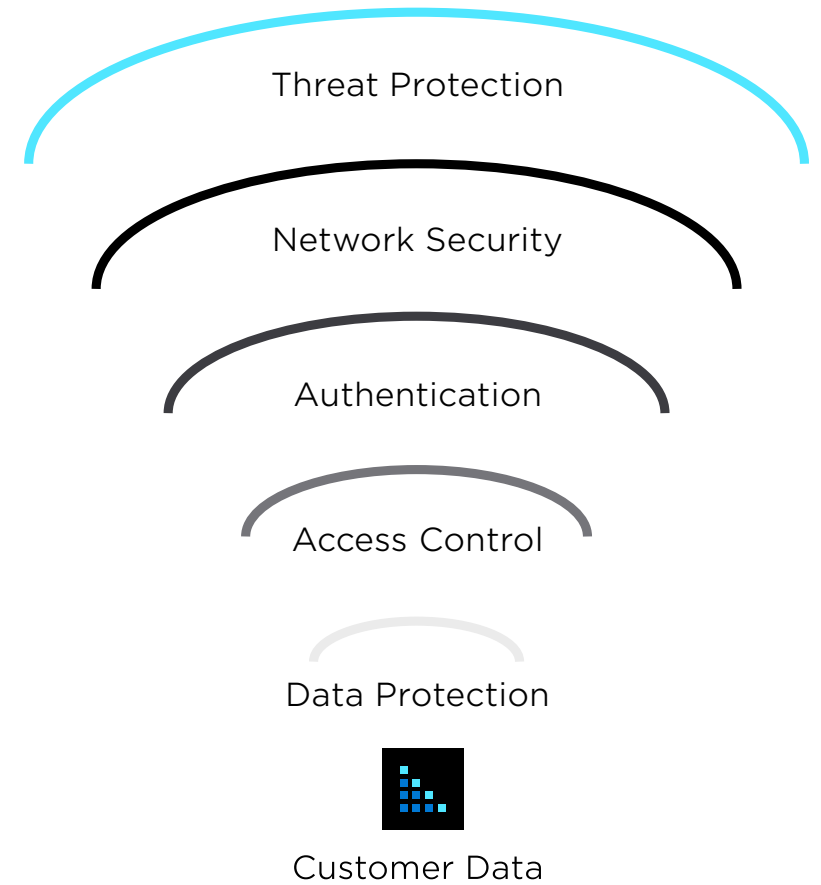 Threat Protection
Network Security
Authentication
Access Control
Data Protection
Customer Data